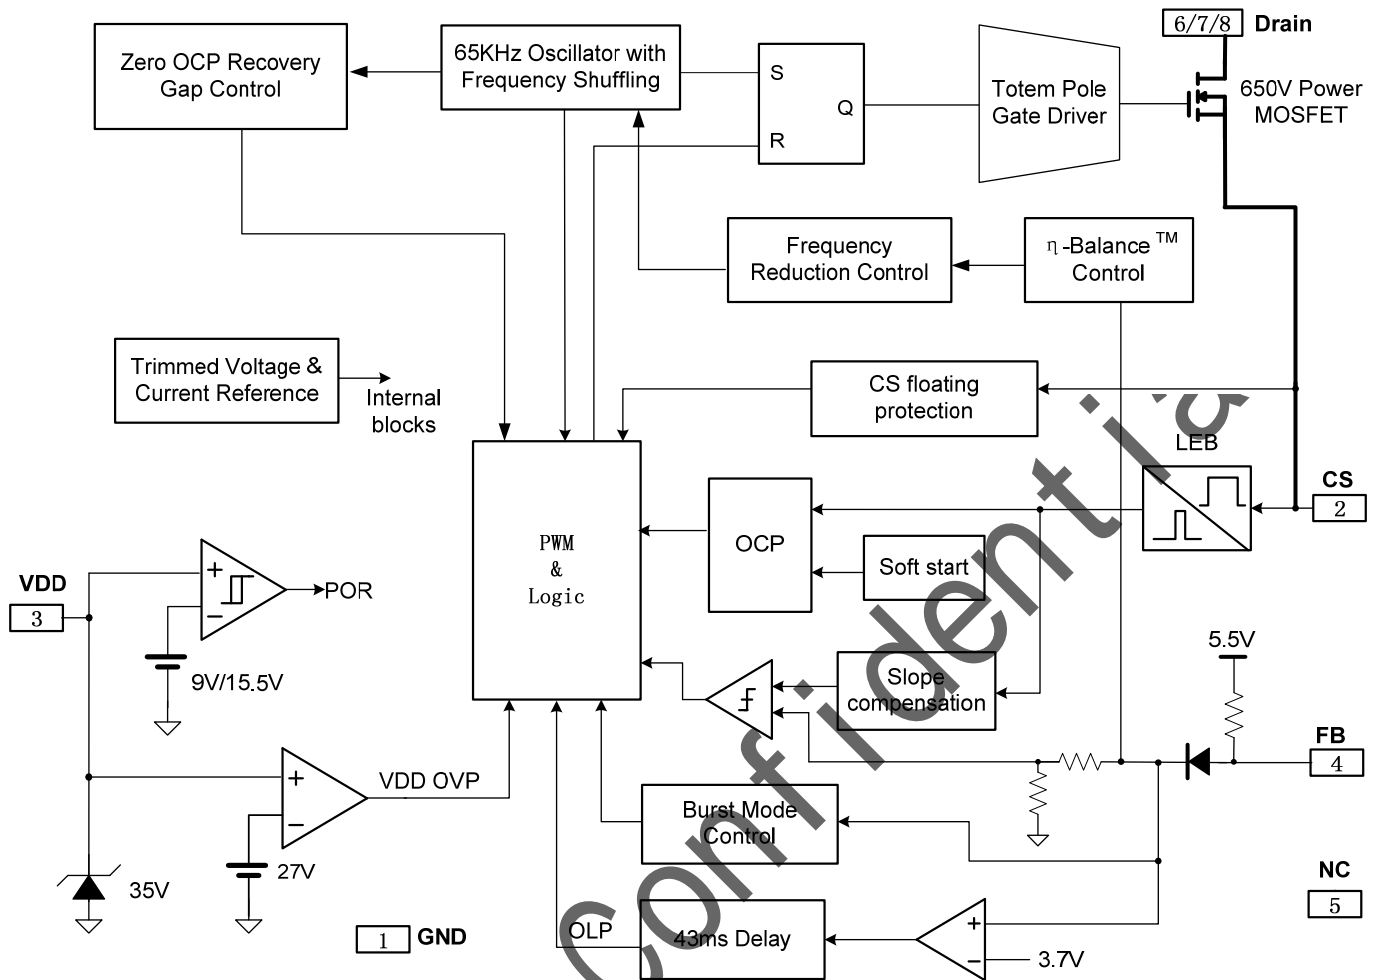 6/7/8 Drain
Zero OCP Recovery
Gap Control
65KHz Oscillator with
Frequency Shuffling
S
R
Q
Totem Pole
Gate Driver
650V Power
MOSFET
Frequency
Reduction Control
η-Balance TM
Control
Trimmed Voltage &
Current Reference
Internal
blocks
CS floating
protection
LEB
CS
2
PWM
&
Logic
OCP
Soft start
VDD
3
+
-
POR
9V/15.5V
Slope
compensation
5.5V
FB
4
+
-
VDD OVP
27V
35V
Burst Mode
Control
NC
5
1 GND
OLP
43ms Delay
+
-
3.7V
Confidentia